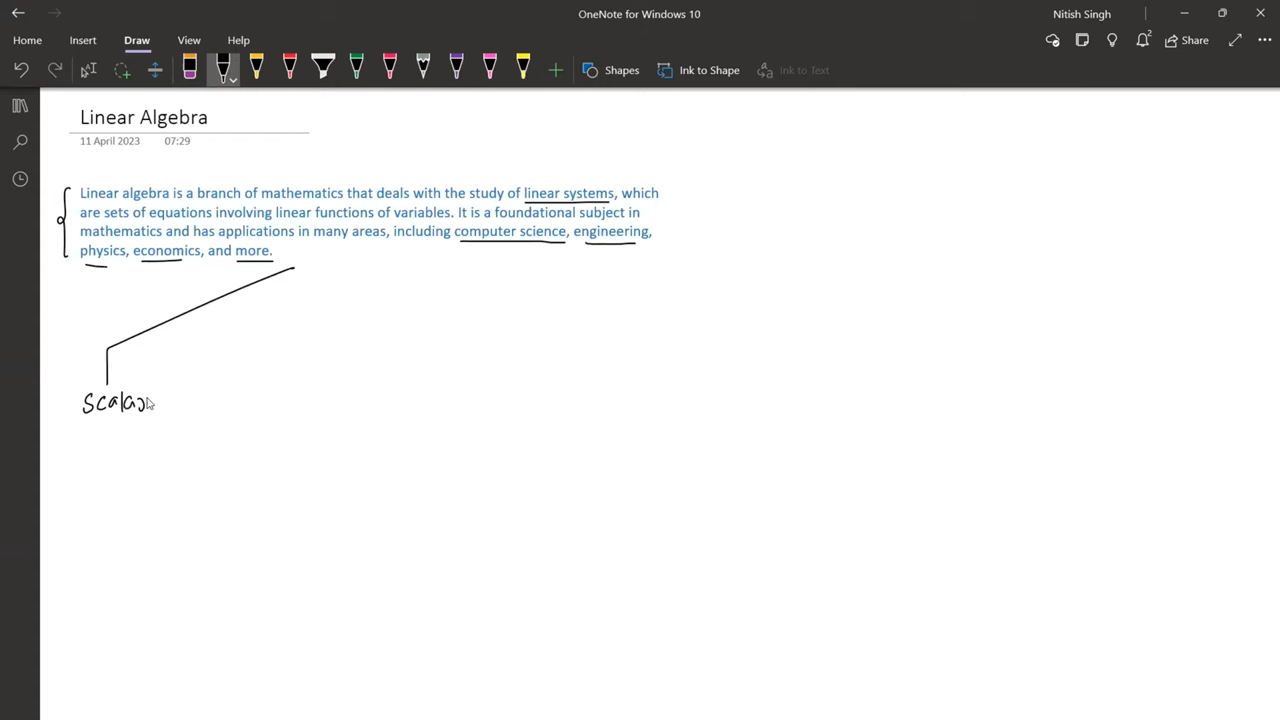 OneNote for Windows 10
Nitish Singh
Home Insert Draw View Help
Share
Shapes Ink to Shape Ink to Text
Linear Algebra
11 April 2023 07:29
Linear algebra is a branch of mathematics that deals with the study of linear systems, which
are sets of equations involving linear functions of variables. It is a foundational subject in
mathematics and has applications in many areas, including computer science, engineering,
physics, economics, and more.
Scalar